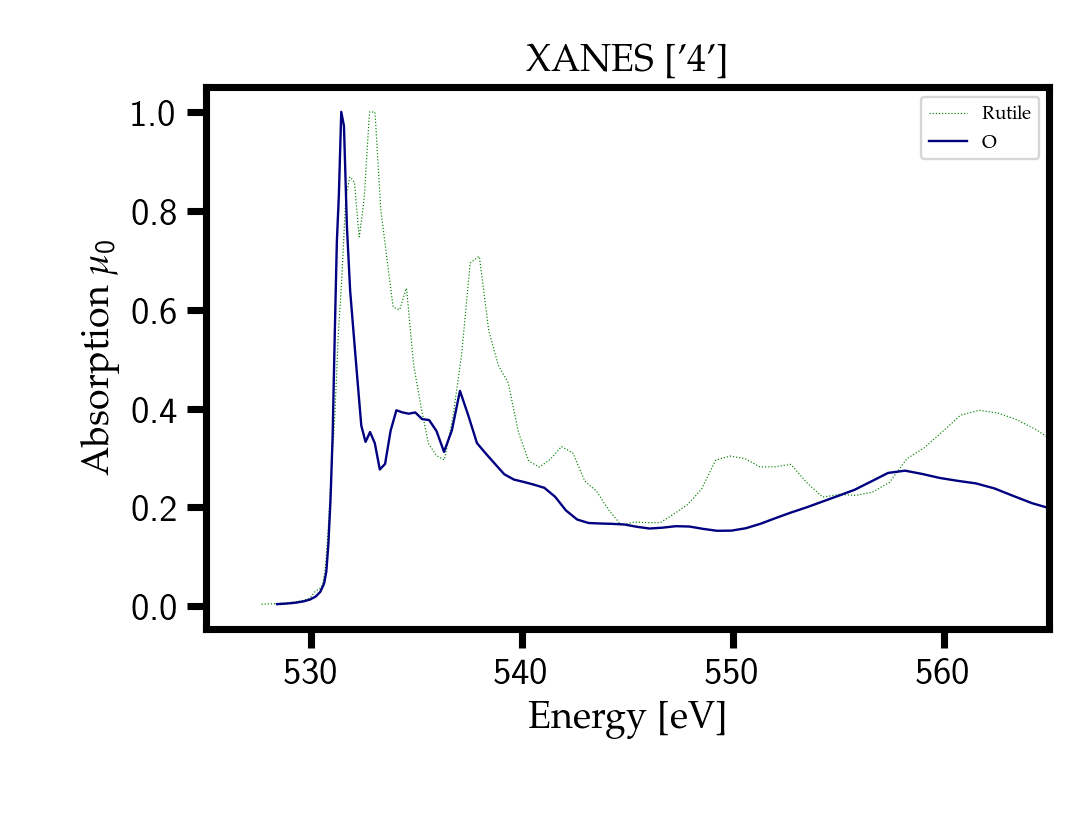 XANES ['4']
Rutile
O
1.0
0.8
0.6
0.4
0.2
0.0
Absorption μ₀
530
540
550
560
Energy [eV]